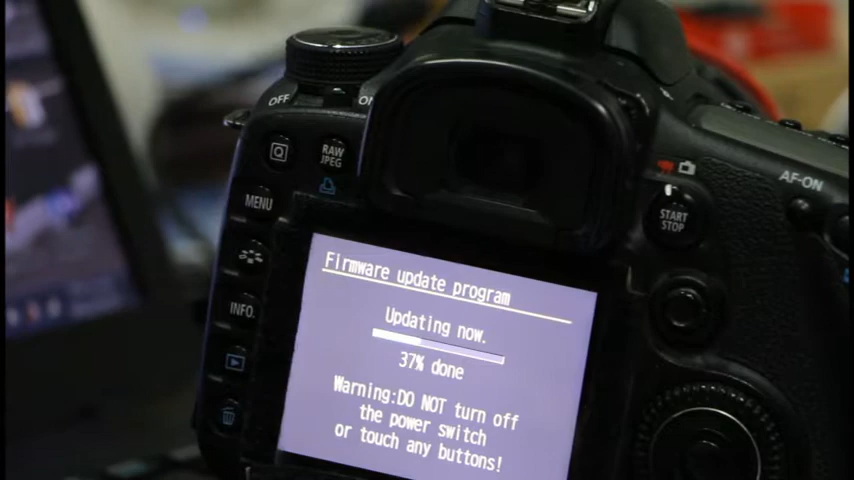 OFF
RAW
JPEG
AF-ON
MENU
START
STOP
INFO.
Firmware update program
Updating now.
37% done
Warning:DO NOT turn off
the power switch
or touch any buttons!